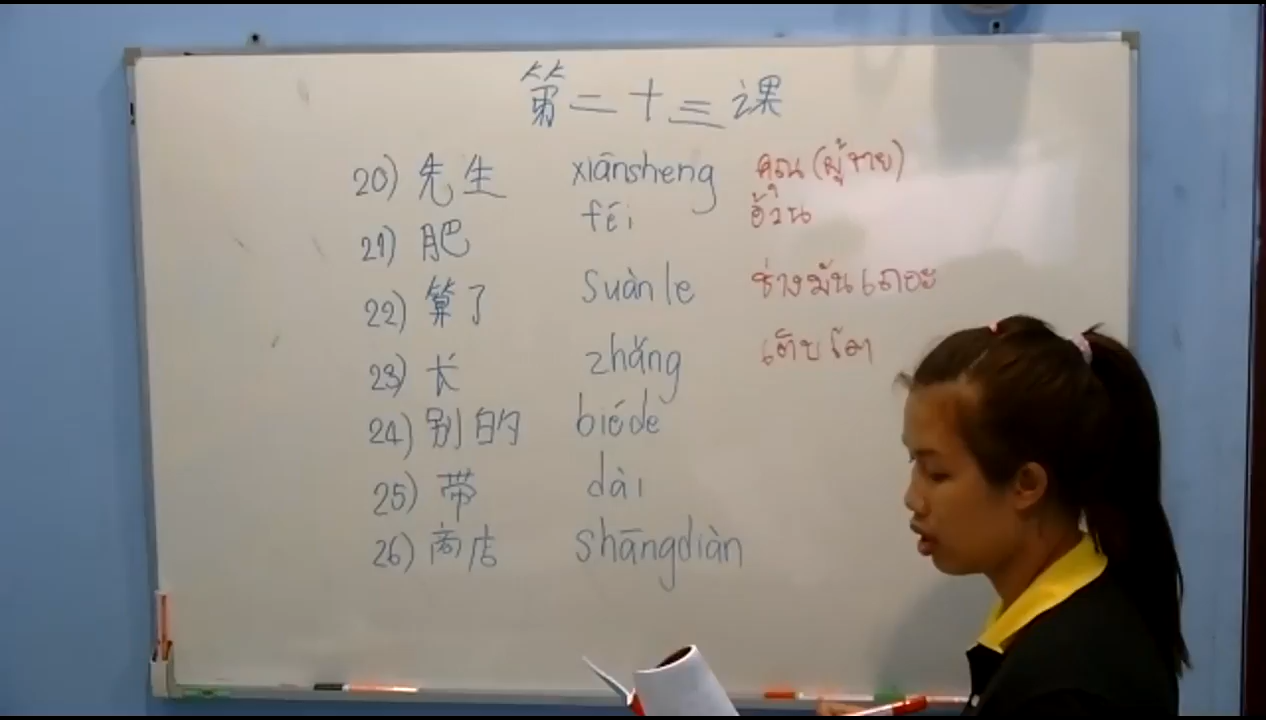 第二十三课
20) 先生 xiānsheng คุณ (ผู้ชาย)
21) 肥 féi อ้วน
22) 算了 suàn le ช่างมันเถอะ
23) 长 zhǎng เติบโต
24) 别的 biéde
25) 带 dài
26) 商店 shāngdiàn